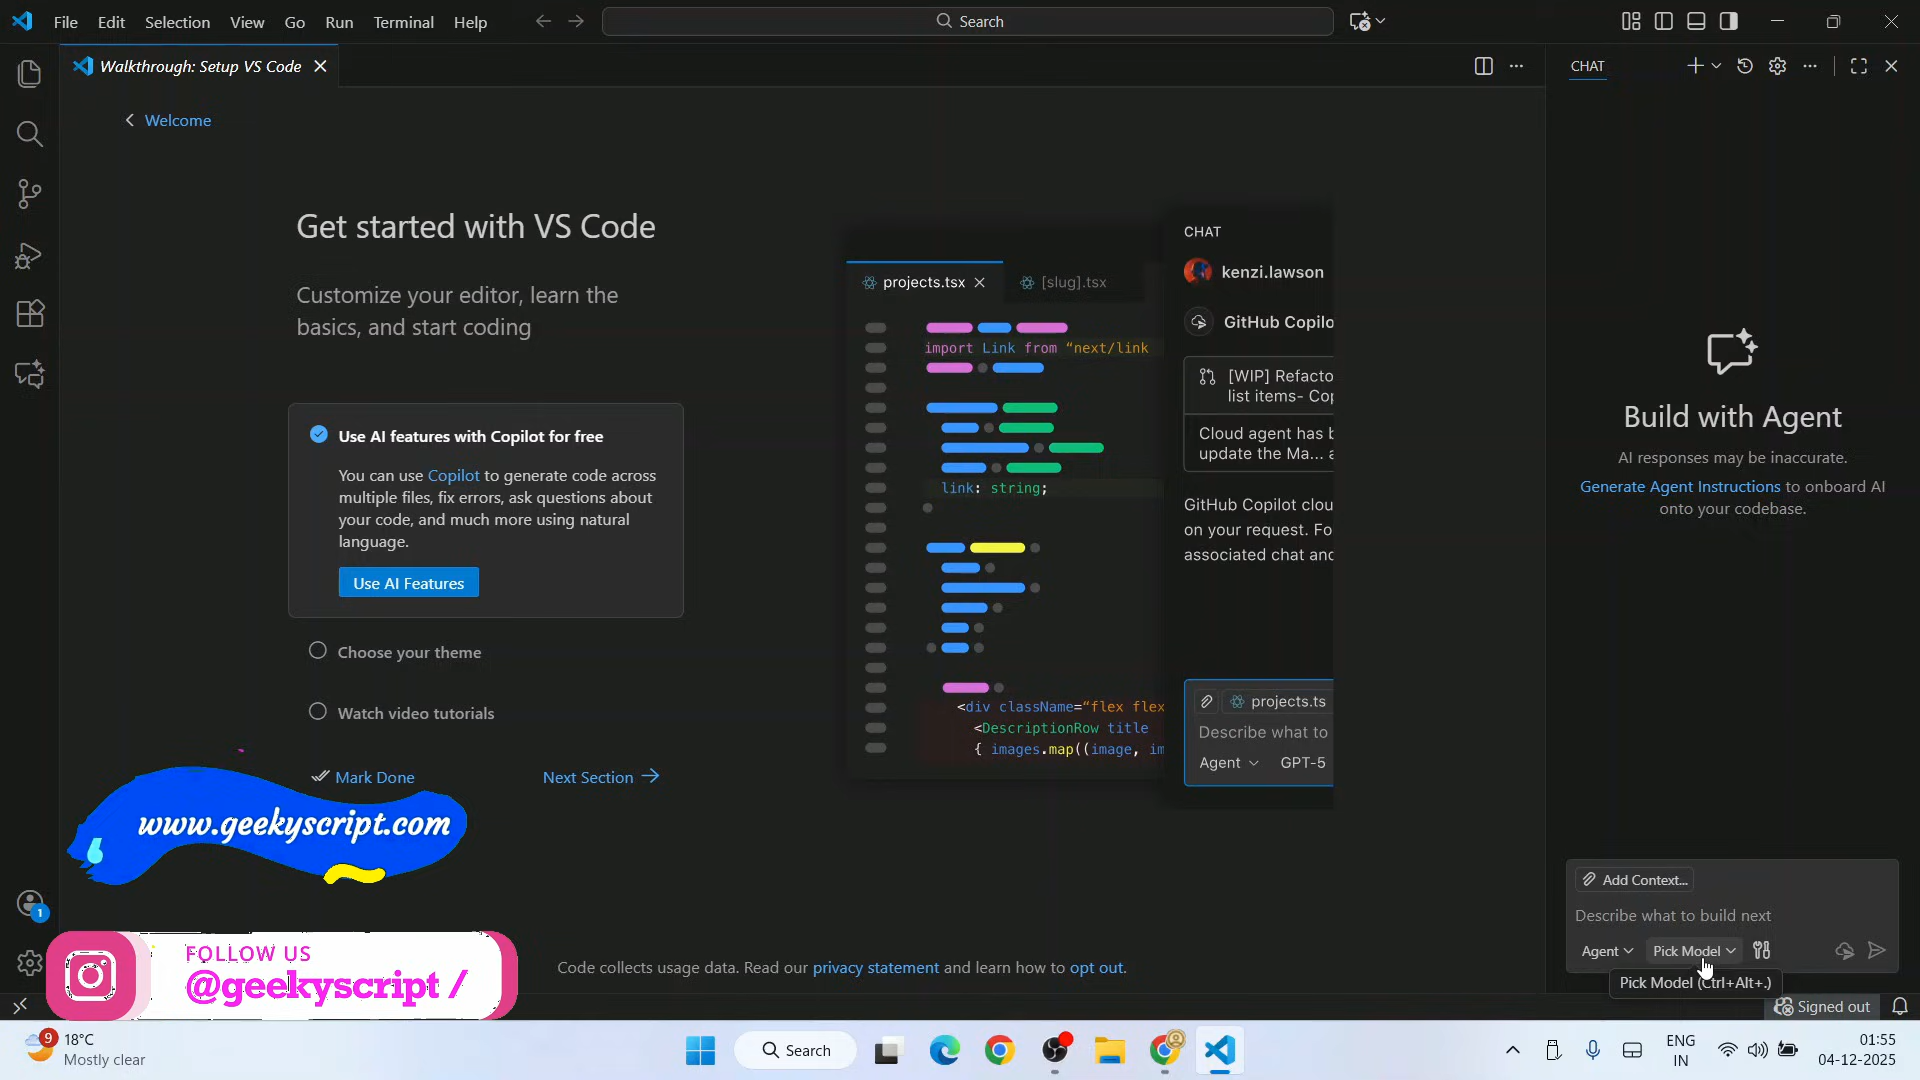 File Edit Selection View Go Run Terminal Help
Search
Walkthrough: Setup VS Code
Welcome
Get started with VS Code
Customize your editor, learn the
basics, and start coding
Use AI features with Copilot for free
You can use Copilot to generate code across
multiple files, fix errors, ask questions about
your code, and much more using natural
language.
Use AI Features
Choose your theme
Watch video tutorials
Mark Done
Next Section
projects.tsx
[slug].tsx
import Link from “next/link
link: string;
<div className=“flex flex
<DescriptionRow title
{ images.map((image, im
CHAT
kenzi.lawson
GitHub Copilo
[WIP] Refacto
list items- Cop
Cloud agent has b
update the Ma... a
GitHub Copilot clou
on your request. Fo
associated chat and
projects.ts
Describe what to
Agent
GPT-5
Code collects usage data. Read our privacy statement and learn how to opt out.
CHAT
Build with Agent
AI responses may be inaccurate.
Generate Agent Instructions to onboard AI
onto your codebase.
Add Context...
Describe what to build next
Agent
Pick Model
Pick Model (Ctrl+Alt+.)
Signed out
1
www.geekyscript.com
FOLLOW US
@geekyscript /
9
18°C
Mostly clear
Search
ENG
IN
01:55
04-12-2025